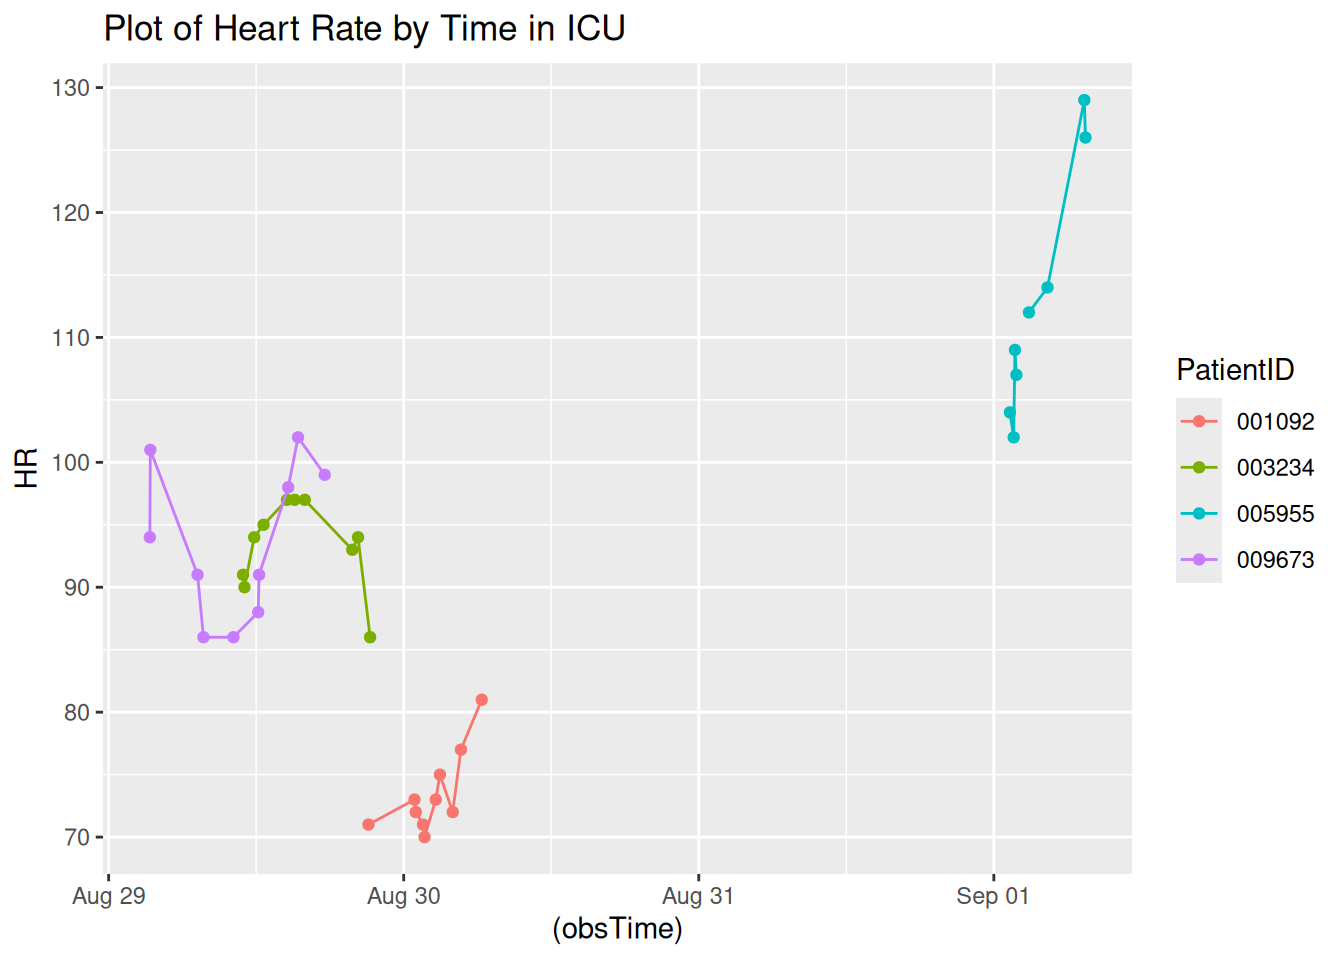 Plot of Heart Rate by Time in ICU
HR
130
120
110
100
90
80
70
Aug 29 Aug 30 Aug 31 Sep 01
(obsTime)
PatientID
001092
003234
005955
009673